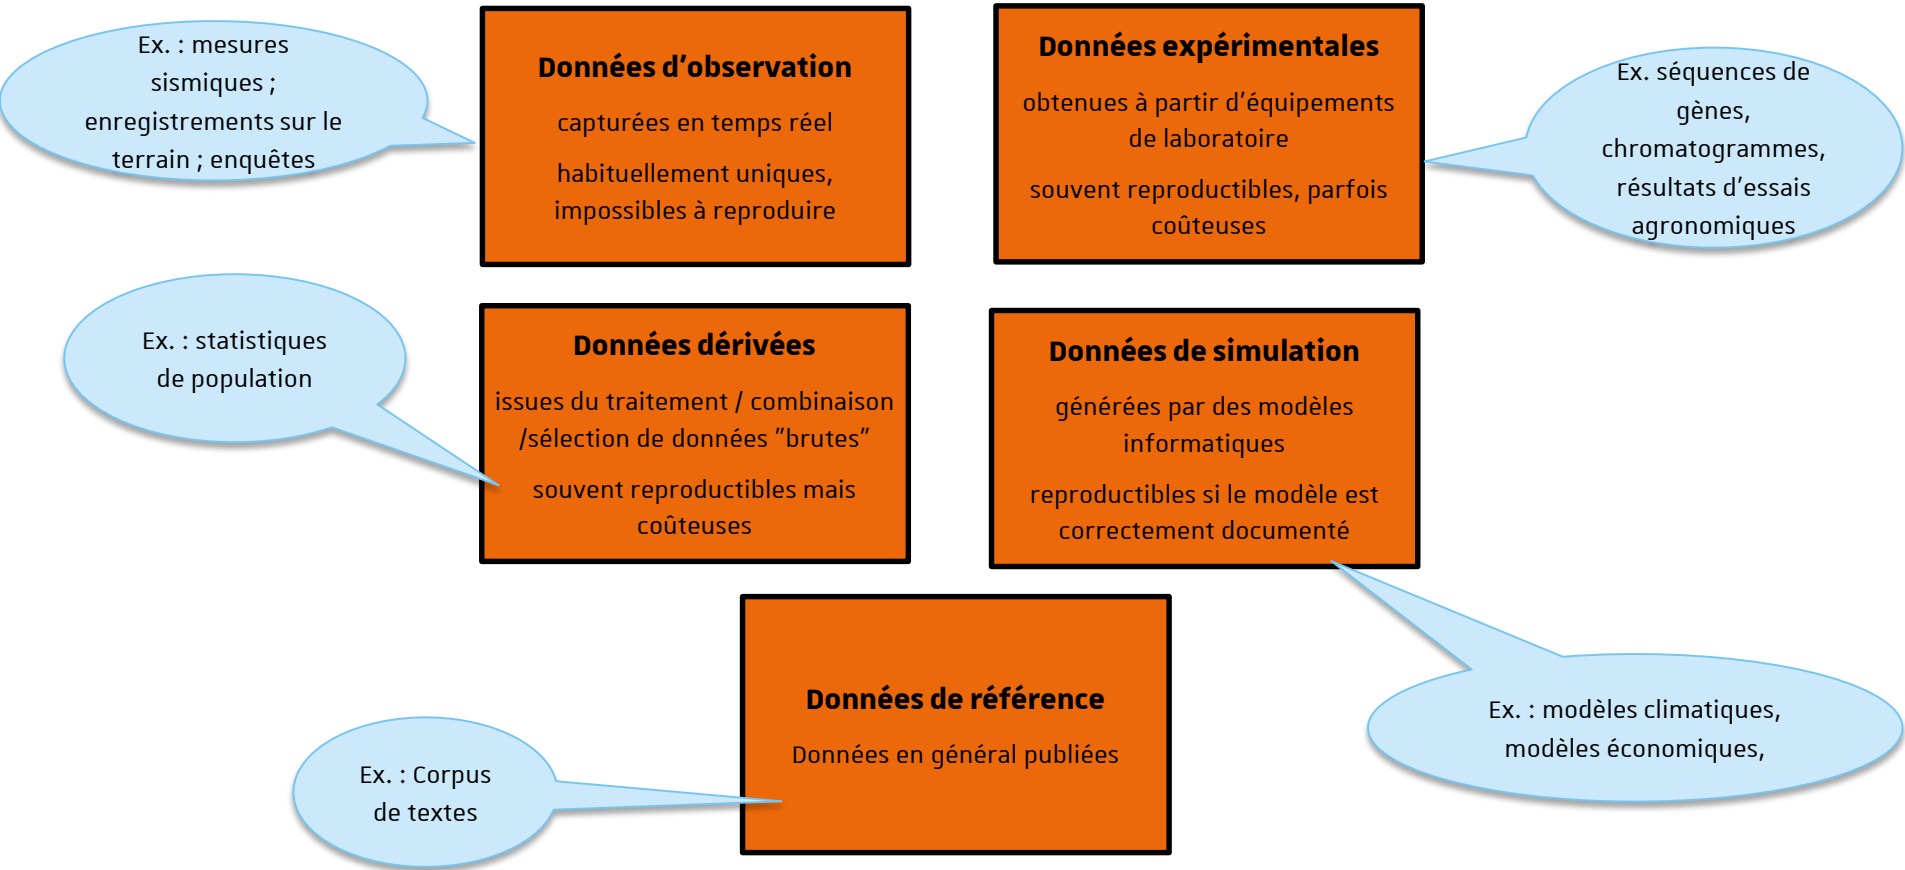 Ex. : mesures
sismiques ;
enregistrements sur le
terrain ; enquêtes
Données d’observation
capturées en temps réel
habituellement uniques,
impossibles à reproduire
Données expérimentales
obtenues à partir d’équipements
de laboratoire
souvent reproductibles, parfois
coûteuses
Ex. séquences de
gènes,
chromatogrammes,
résultats d’essais
agronomiques
Ex. : statistiques
de population
Données dérivées
issues du traitement / combinaison
/sélection de données "brutes"
souvent reproductibles mais
coûteuses
Données de simulation
générées par des modèles
informatiques
reproductibles si le modèle est
correctement documenté
Données de référence
Données en général publiées
Ex. : modèles climatiques,
modèles économiques,
Ex. : Corpus
de textes